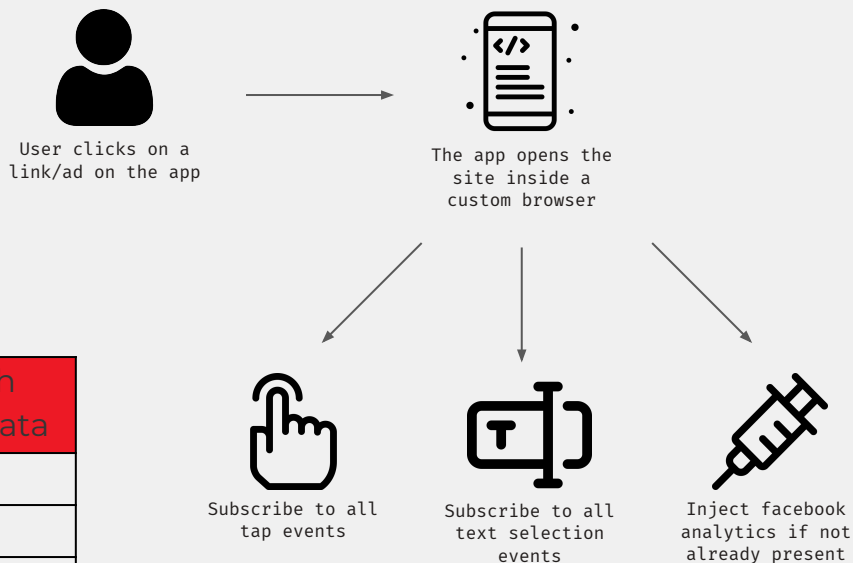 User clicks on a
link/ad on the app
</>
The app opens the
site inside a
custom browser
n
ata
T
Subscribe to all
tap events
Subscribe to all
text selection
events
Inject facebook
analytics if not
already present